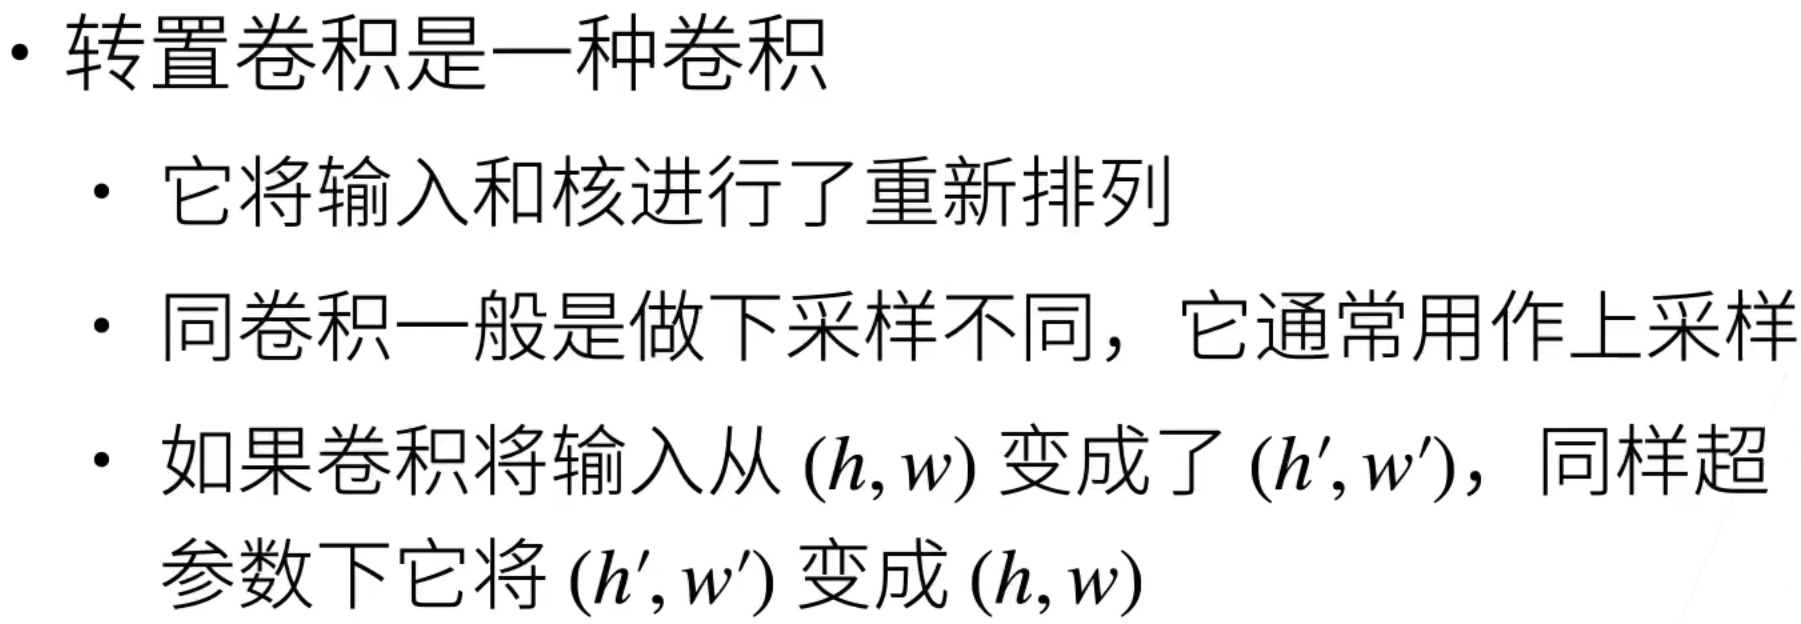 • 转置卷积是一种卷积
• 它将输入和核进行了重新排列
• 同卷积一般是做下采样不同，它通常用作上采样
• 如果卷积将输入从 (h, w) 变成了 (h′, w′)，同样超
参数下它将 (h′, w′) 变成 (h, w)